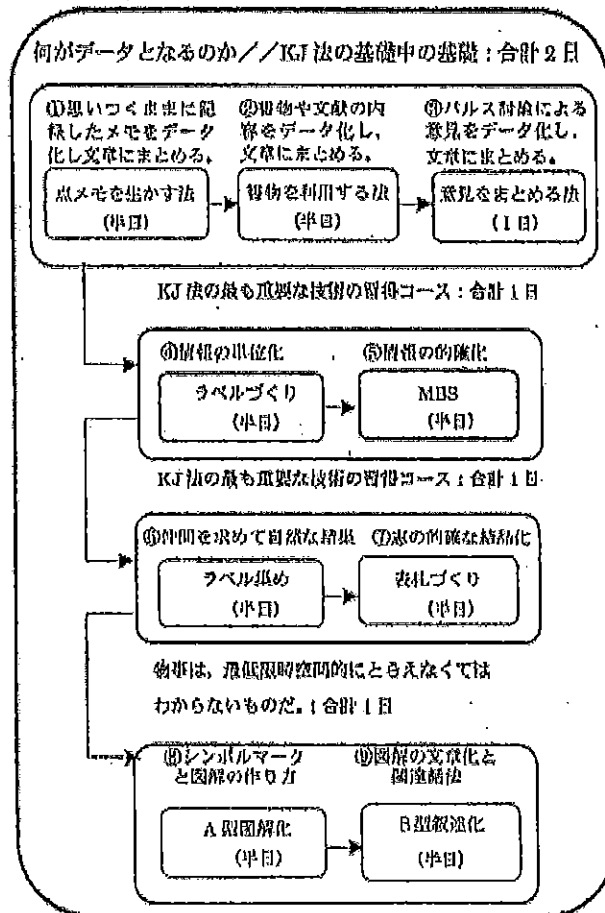 何がデータとなるのか//KJ法の基礎中の基礎：合計2日
①思いつくままに記
録したメモをデータ
化し文章にまとめる。
点メモを生かす法
(半日)
②書物や文献の内
容をデータ化し、
文章にまとめる。
書物を利用する法
(半日)
③パルス討論による
意見をデータ化し、
文章にまとめる。
意見をまとめる法
(1日)
KJ法の最も重要な技術の習得コース：合計1日
④情報の単位化
ラベルづくり
(半日)
⑤情報の的確化
MBS
(半日)
KJ法の最も重要な技術の習得コース：合計1日
⑥仲間を求めて自然な結集
ラベル集め
(半日)
⑦志の的確な結晶化
表札づくり
(半日)
物事は、最低限時空間的にとらえなくては
わからないものだ。：合計1日
⑧シンボルマーク
と図解の作り方
A型図解化
(半日)
⑨図解の文章化と
関連諸法
B型叙述化
(半日)